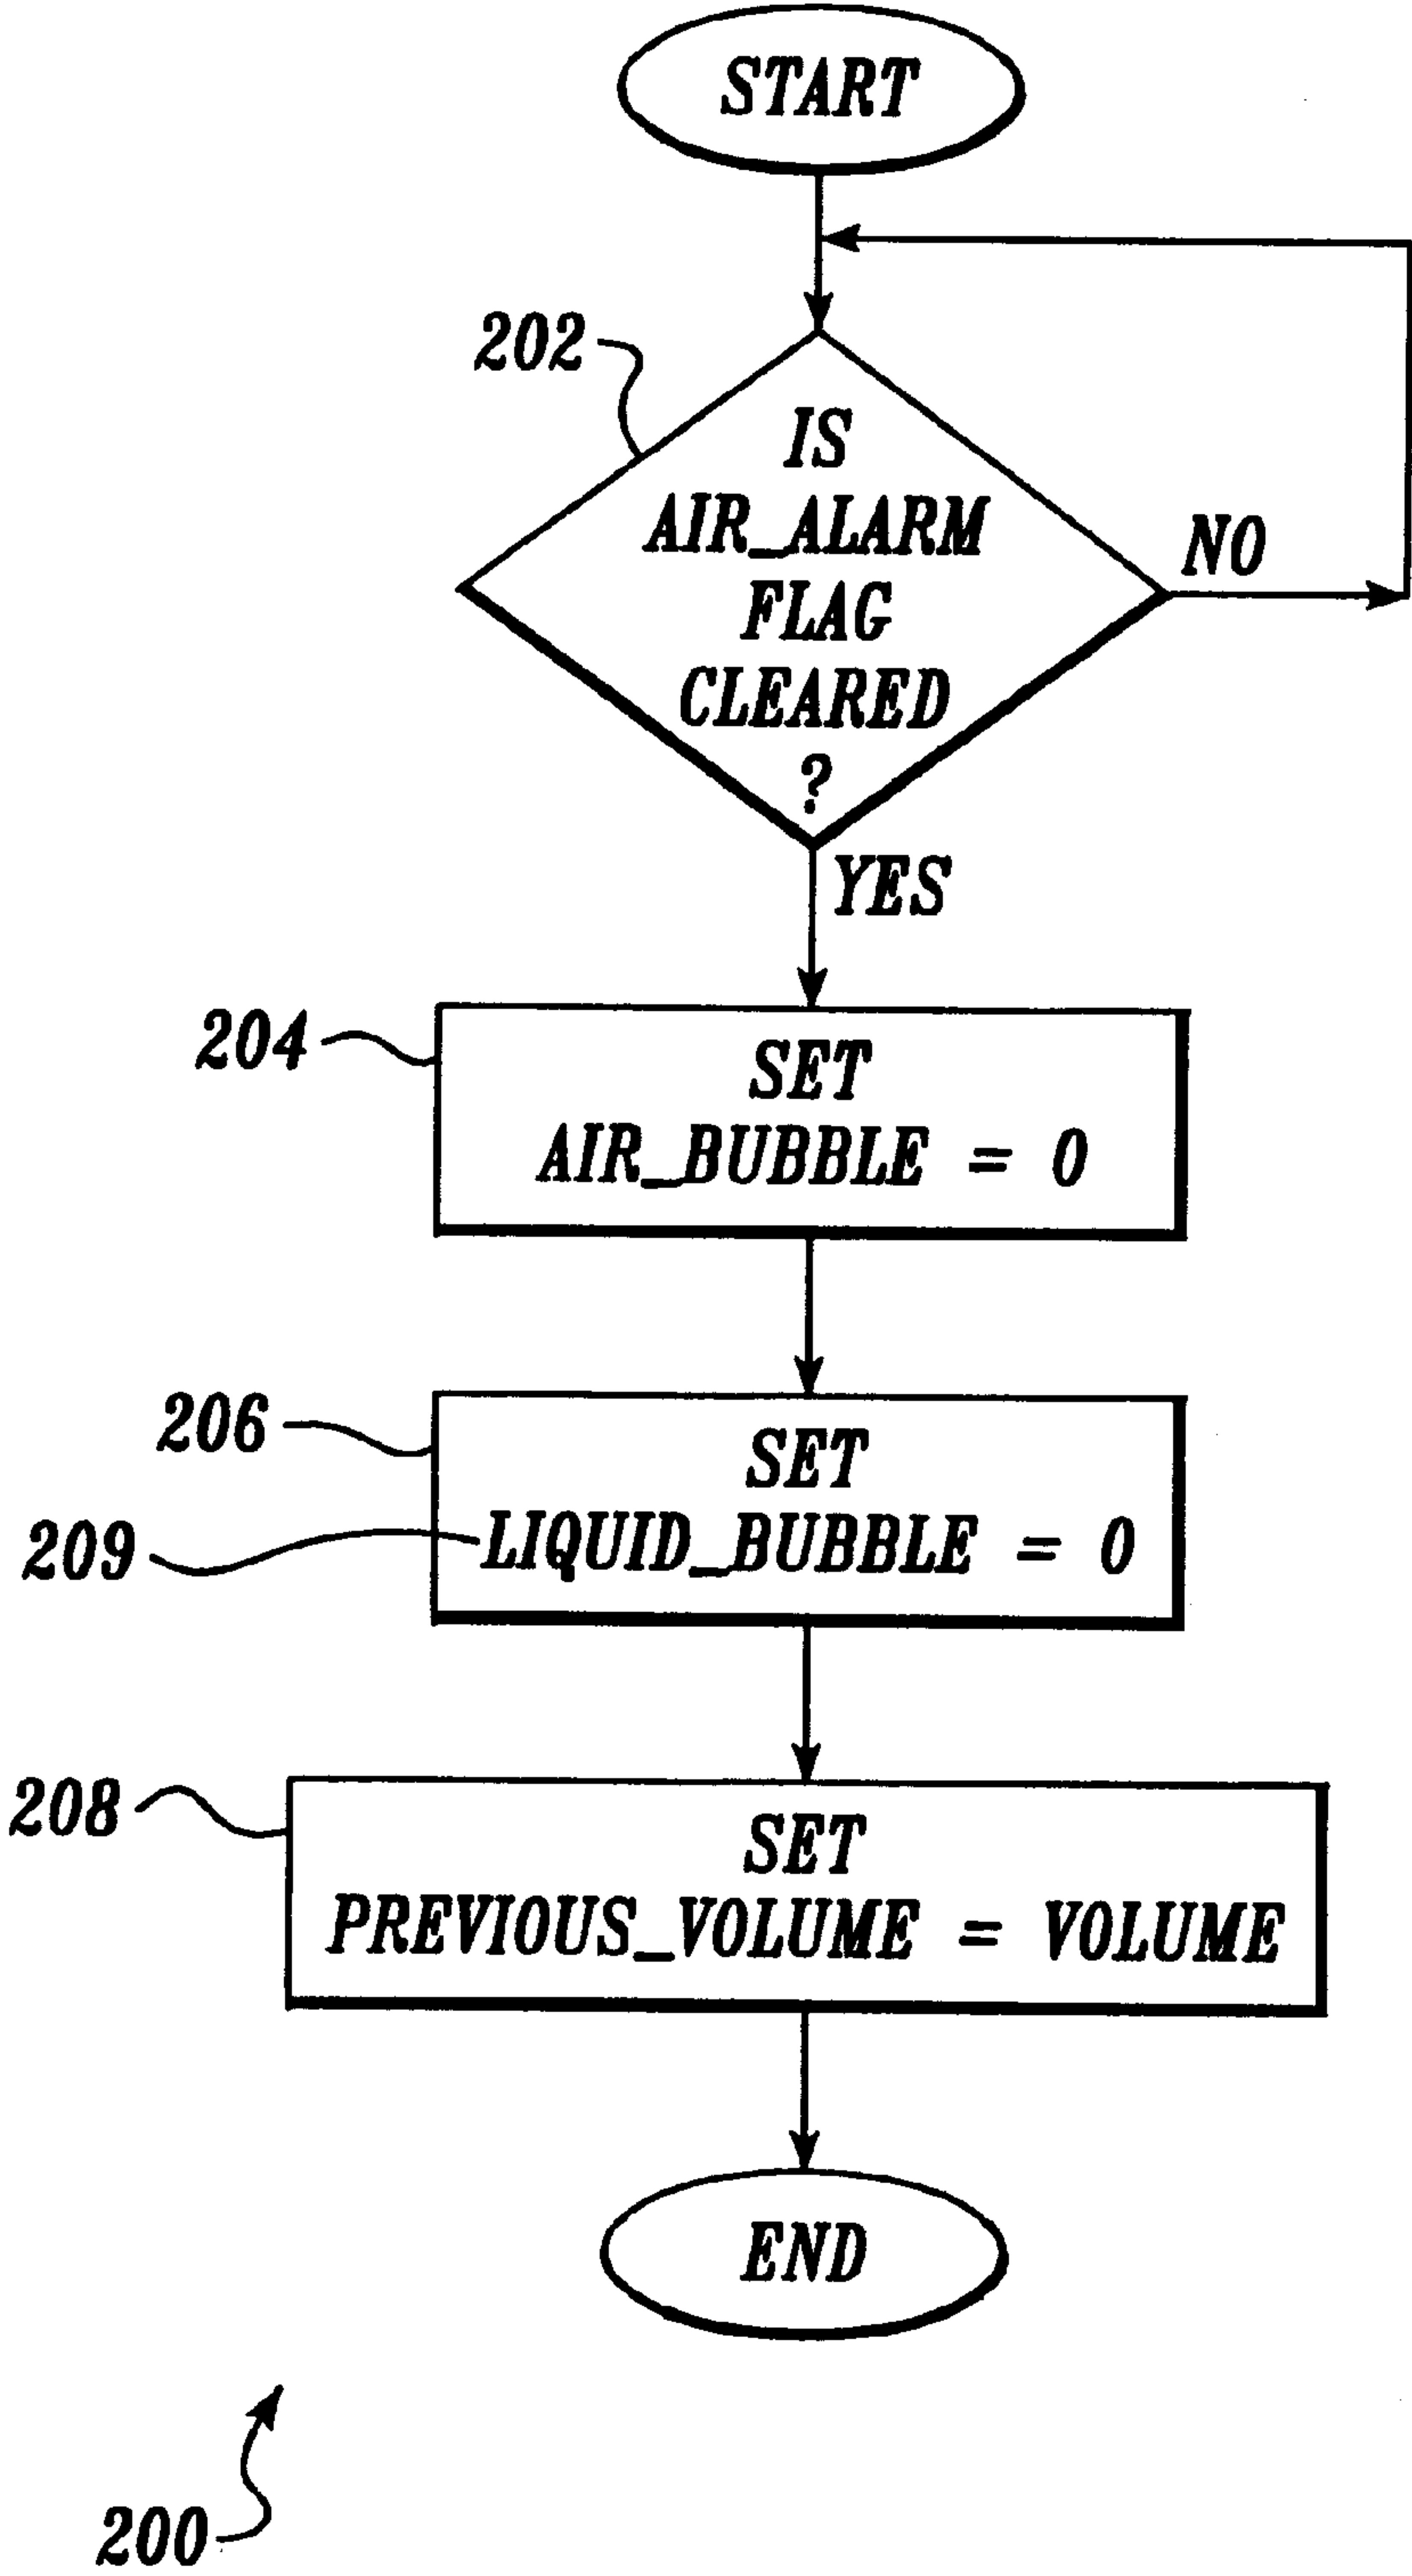 START
202
IS
AIR_ALARM
FLAG
CLEARED
?
NO
YES
204
SET
AIR_BUBBLE = 0
206
SET
209
LIQUID_BUBBLE = 0
208
SET
PREVIOUS_VOLUME = VOLUME
END
200